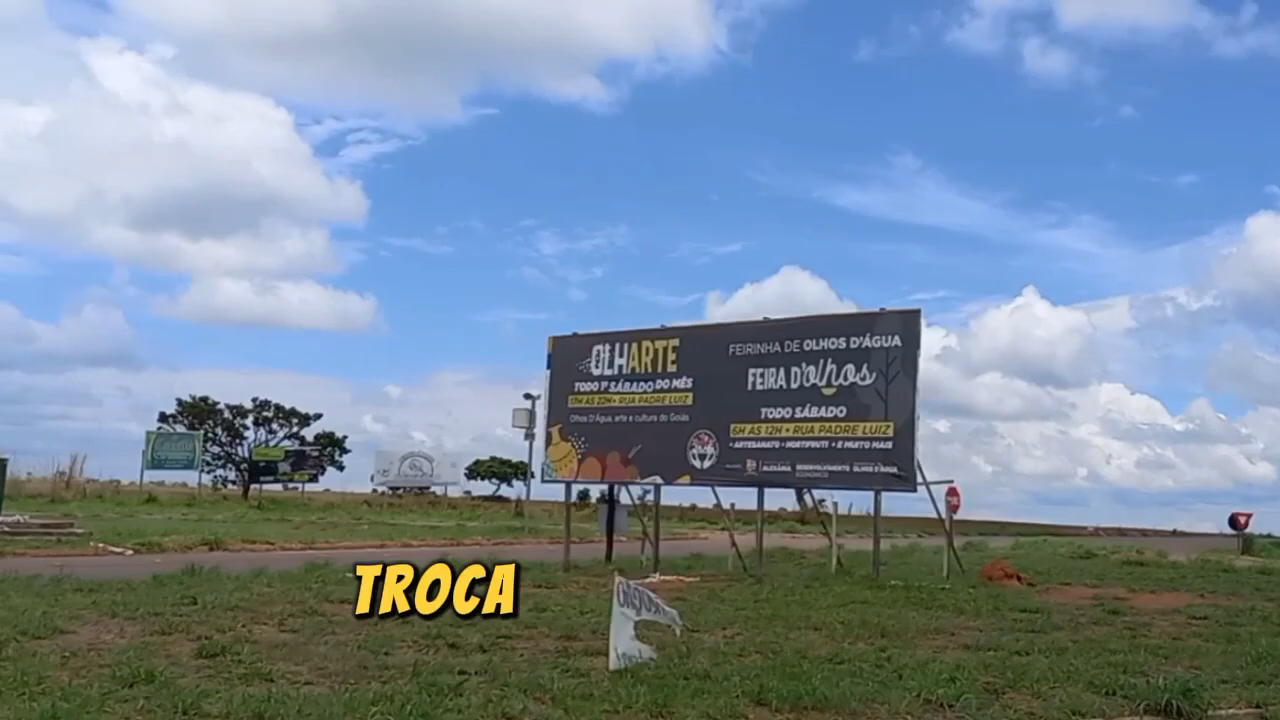 OLHARTE
TODO 1º SÁBADO DO MÊS
17H ÀS 22H • RUA PADRE LUIZ
Olhos D'Água, arte e cultura do Goiás
FEIRINHA DE OLHOS D'ÁGUA
FEIRA D'olhos
TODO SÁBADO
6H ÀS 12H • RUA PADRE LUIZ
• ARTESANATO • HORTIFRUTI • E MUITO MAIS
ALEXÂNIA
DESENVOLVIMENTO
ECONÔMICO
OLHOS D'ÁGUA
TROCA